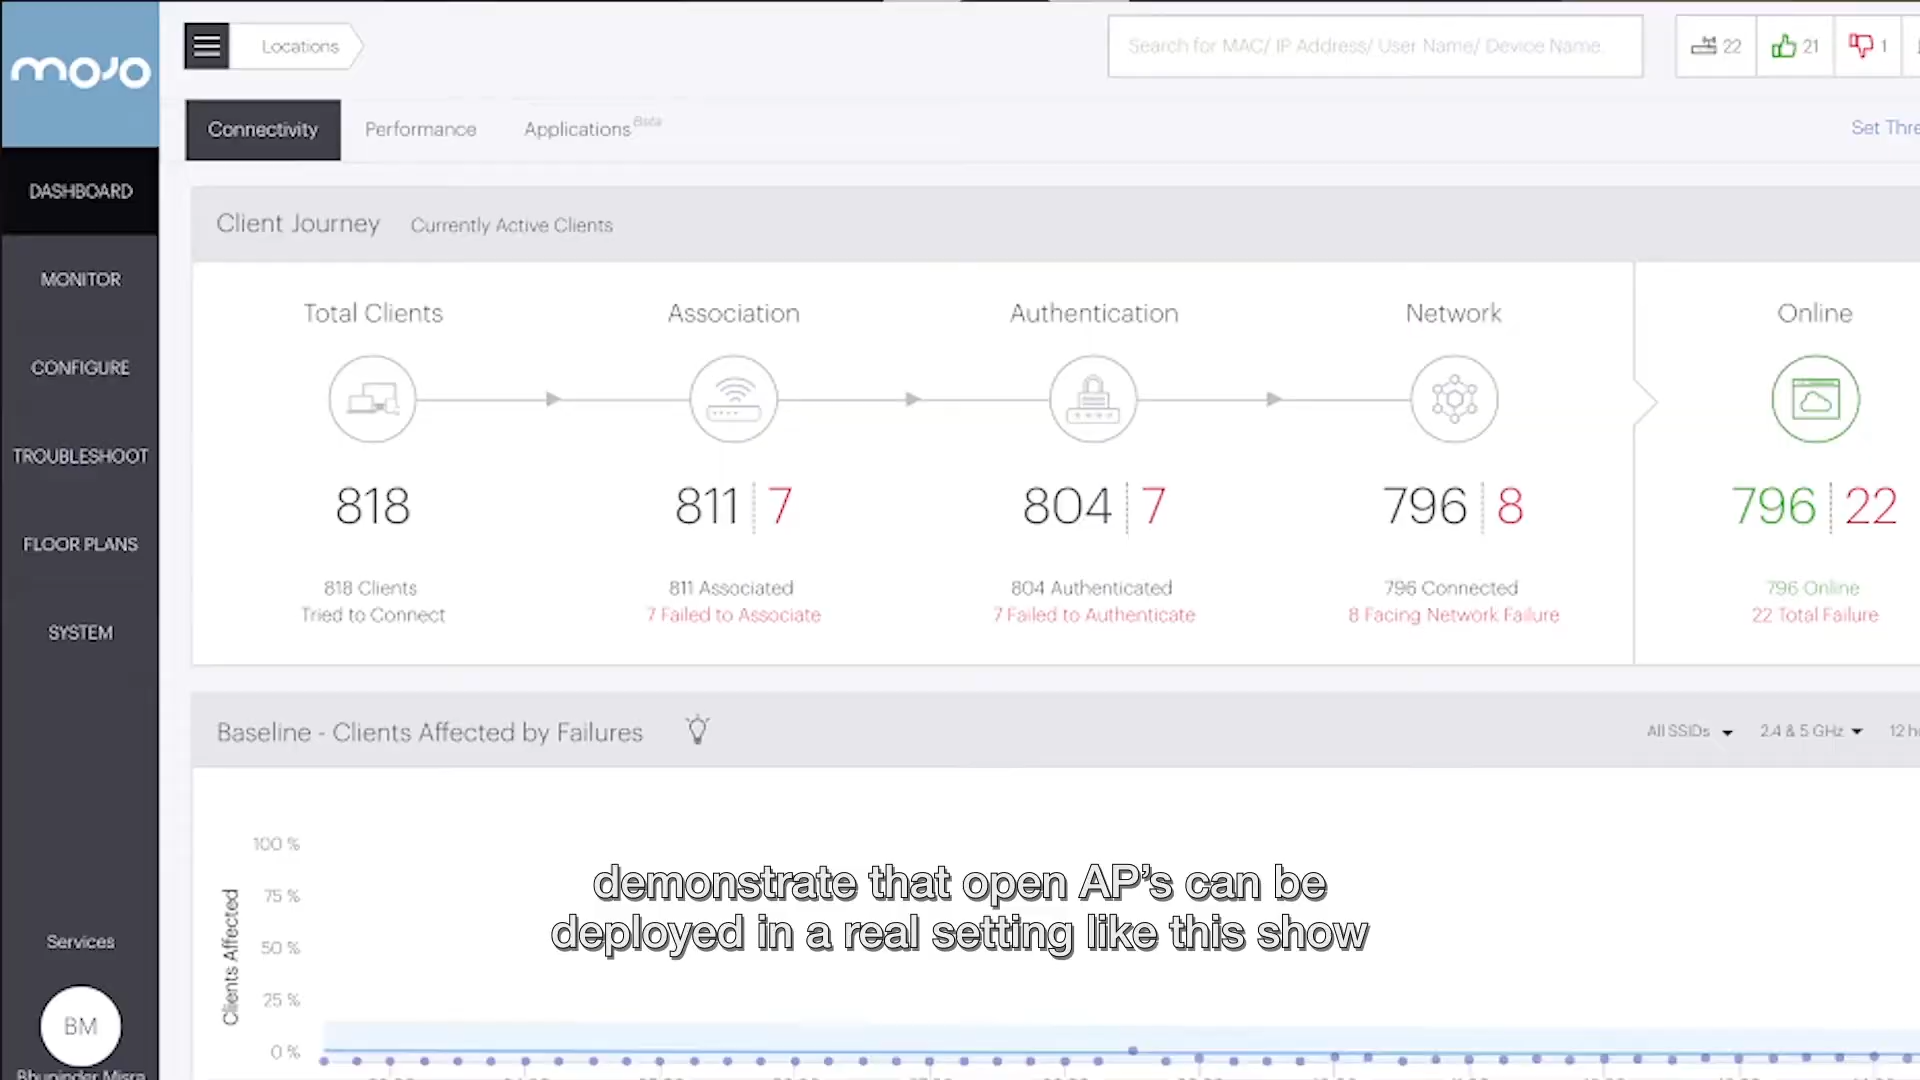 mojo
Locations
Search for MAC/ IP Address/ User Name/ Device Name
22
21
1
Connectivity
Performance
Applications Beta
Set Thre
DASHBOARD
MONITOR
CONFIGURE
TROUBLESHOOT
FLOOR PLANS
SYSTEM
Services
BM
Bhupinder Misra
Client Journey
Currently Active Clients
Total Clients
Association
Authentication
Network
Online
818
811 7
804 7
796 8
796 22
818 Clients
Tried to Connect
811 Associated
7 Failed to Associate
804 Authenticated
7 Failed to Authenticate
796 Connected
8 Facing Network Failure
796 Online
22 Total Failure
Baseline - Clients Affected by Failures
All SSIDs
2.4 & 5 GHz
12 h
Clients Affected
100 %
75 %
50 %
25 %
0 %
demonstrate that open AP's can be
deployed in a real setting like this show